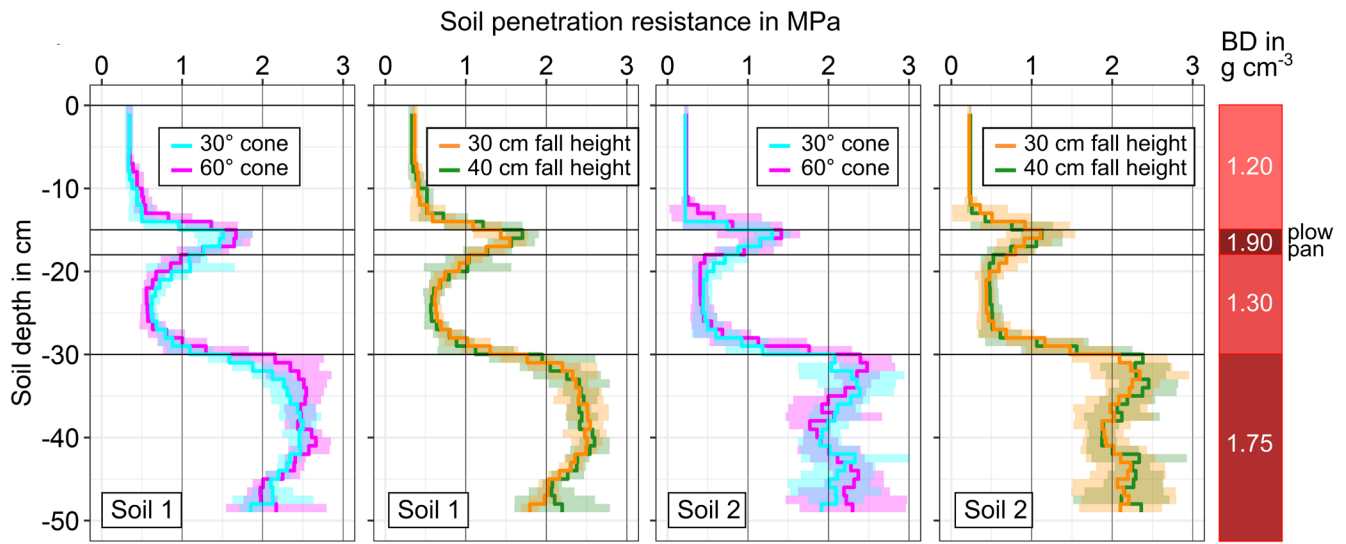 Soil penetration resistance in MPa
BD in
g cm⁻³
0 1 2 3 0 1 2 3 0 1 2 3 0 1 2 3
Soil depth in cm
0
-10
-20
-30
-40
-50
30° cone
60° cone
Soil 1
30 cm fall height
40 cm fall height
Soil 1
30° cone
60° cone
Soil 2
30 cm fall height
40 cm fall height
Soil 2
1.20
1.90 plow
pan
1.30
1.75